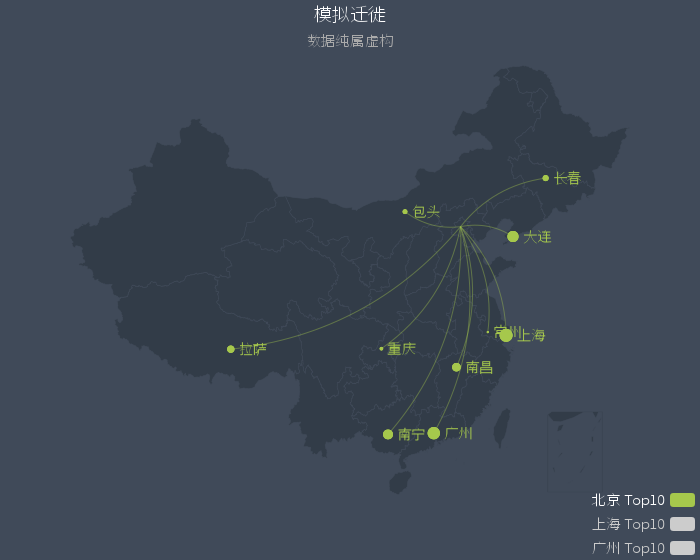 模拟迁徙
数据纯属虚构
长春
包头
大连
常州
上海
拉萨
重庆
南昌
南宁
广州
北京 Top10
上海 Top10
广州 Top10